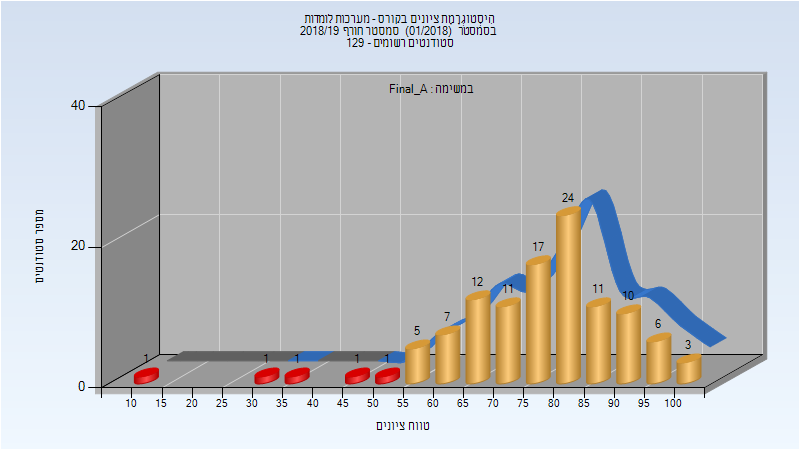 היסטוגרמת ציונים בקורס - מערכות לומדות
בסמסטר (01/2018) סמסטר חורף 2018/19
סטודנטים רשומים - 129
במשימה : Final_A
40
20
0
מספר סטודנטים
1
1
1
1
1
5
7
12
11
17
24
11
10
6
3
10 15 20 25 30 35 40 45 50 55 60 65 70 75 80 85 90 95 100
טווח ציונים